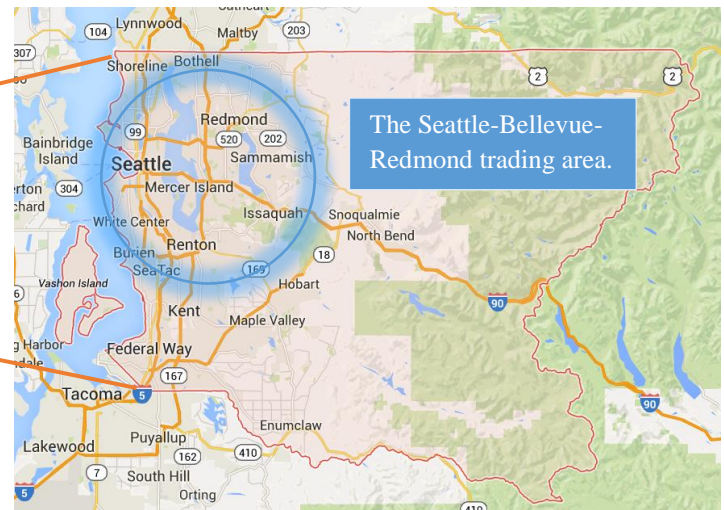 Lynnwood
104
Maltby
203
307
Shoreline Bothell
2
2
99
Redmond
520
202
Bainbridge
Island
Seattle
Sammamish
The Seattle-Bellevue-
Redmond trading area.
304
Mercer Island
White Center
Issaquah
Snoqualmie
North Bend
Renton
Burien
SeaTac
169
18
Hobart
Vashon Island
90
Kent
Maple Valley
Federal Way
167
Tacoma
5
90
Enumclaw
Puyallup
Lakewood
162
410
7
South Hill
5
Orting
410